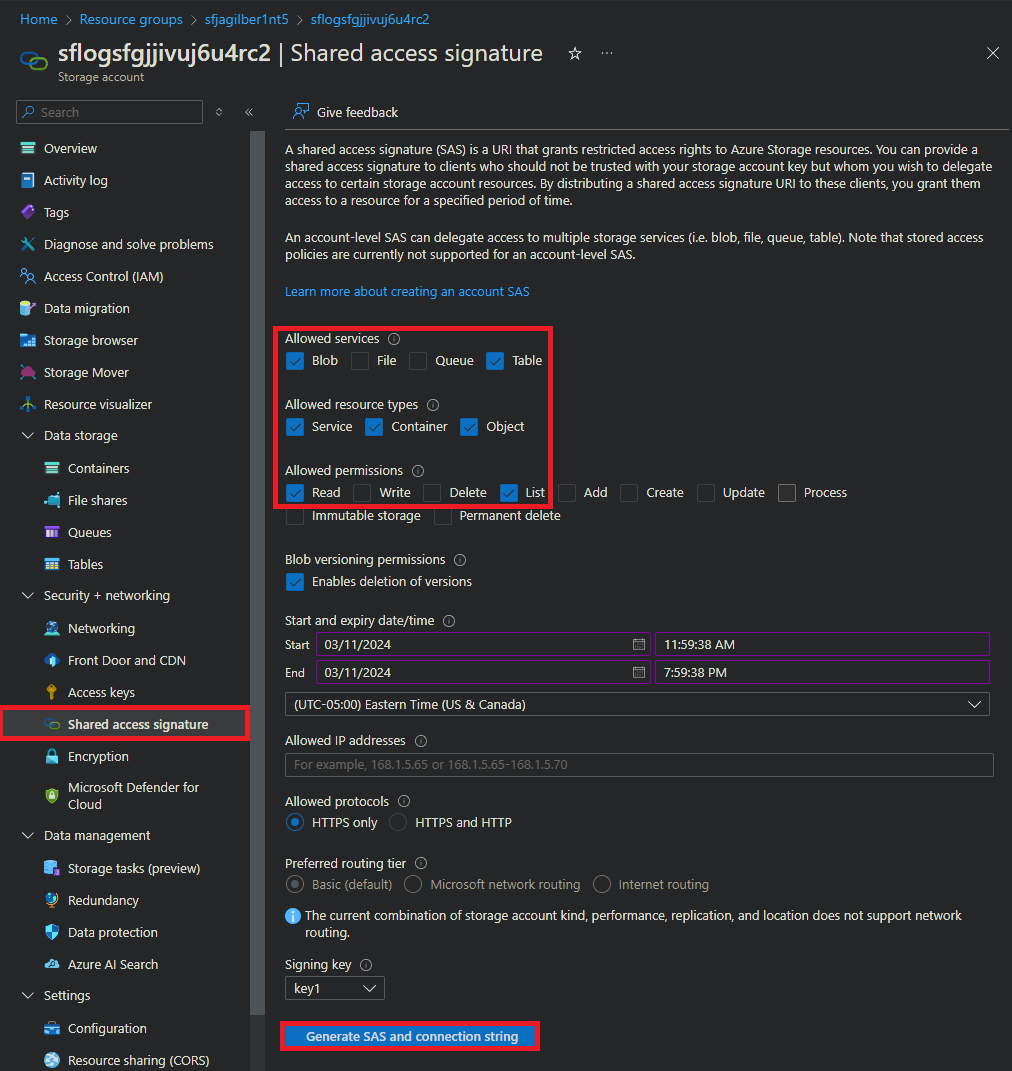 Home > Resource groups > sfjagilber1nt5 > sflogsfgjjivuj6u4rc2
sflogsfgjjivuj6u4rc2 | Shared access signature
Storage account
Search
Overview
Activity log
Tags
Diagnose and solve problems
Access Control (IAM)
Data migration
Storage browser
Storage Mover
Resource visualizer
Data storage
Containers
File shares
Queues
Tables
Security + networking
Networking
Front Door and CDN
Access keys
Shared access signature
Encryption
Microsoft Defender for
Cloud
Data management
Storage tasks (preview)
Redundancy
Data protection
Azure AI Search
Settings
Configuration
Resource sharing (CORS)
Give feedback
A shared access signature (SAS) is a URI that grants restricted access rights to Azure Storage resources. You can provide a
shared access signature to clients who should not be trusted with your storage account key but whom you wish to delegate
access to certain storage account resources. By distributing a shared access signature URI to these clients, you grant them
access to a resource for a specified period of time.
An account-level SAS can delegate access to multiple storage services (i.e. blob, file, queue, table). Note that stored access
policies are currently not supported for an account-level SAS.
Learn more about creating an account SAS
Allowed services
Blob File Queue Table
Allowed resource types
Service Container Object
Allowed permissions
Read Write Delete List Add Create Update Process
Immutable storage Permanent delete
Blob versioning permissions
Enables deletion of versions
Start and expiry date/time
Start 03/11/2024 11:59:38 AM
End 03/11/2024 7:59:38 PM
(UTC-05:00) Eastern Time (US & Canada)
Allowed IP addresses
For example, 168.1.5.65 or 168.1.5.65-168.1.5.70
Allowed protocols
HTTPS only HTTPS and HTTP
Preferred routing tier
Basic (default) Microsoft network routing Internet routing
The current combination of storage account kind, performance, replication, and location does not support network
routing.
Signing key
key1
Generate SAS and connection string